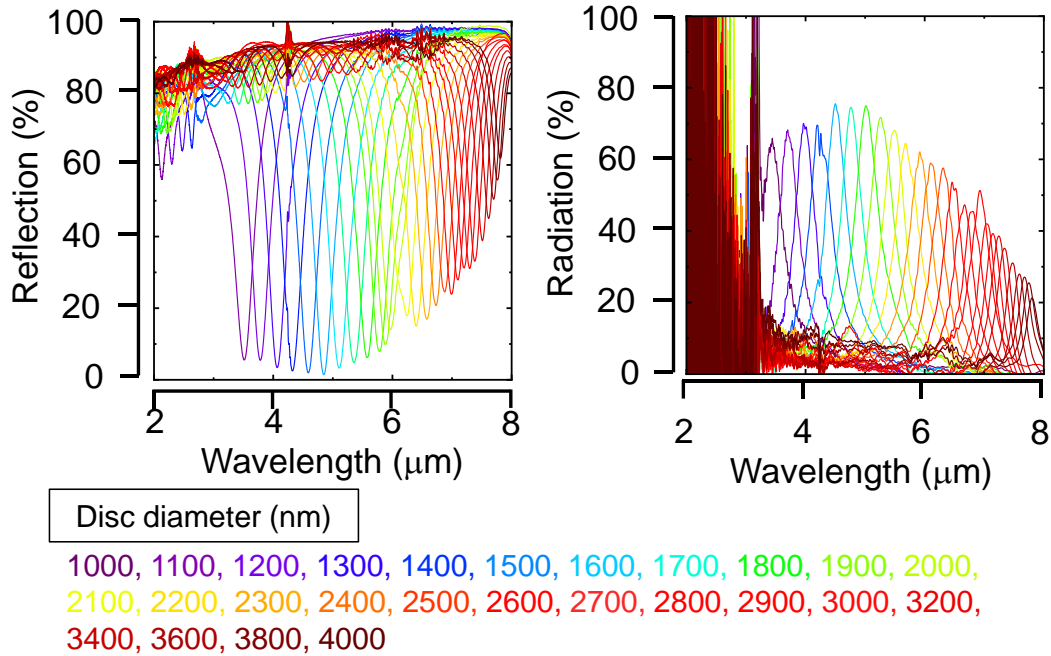 100
80
60
40
20
0
Reflection (%)
2 4 6 8
Wavelength (μm)
100
80
60
40
20
0
Radiation (%)
2 4 6 8
Wavelength (μm)
Disc diameter (nm)
1000, 1100, 1200, 1300, 1400, 1500, 1600, 1700, 1800, 1900, 2000,
2100, 2200, 2300, 2400, 2500, 2600, 2700, 2800, 2900, 3000, 3200,
3400, 3600, 3800, 4000